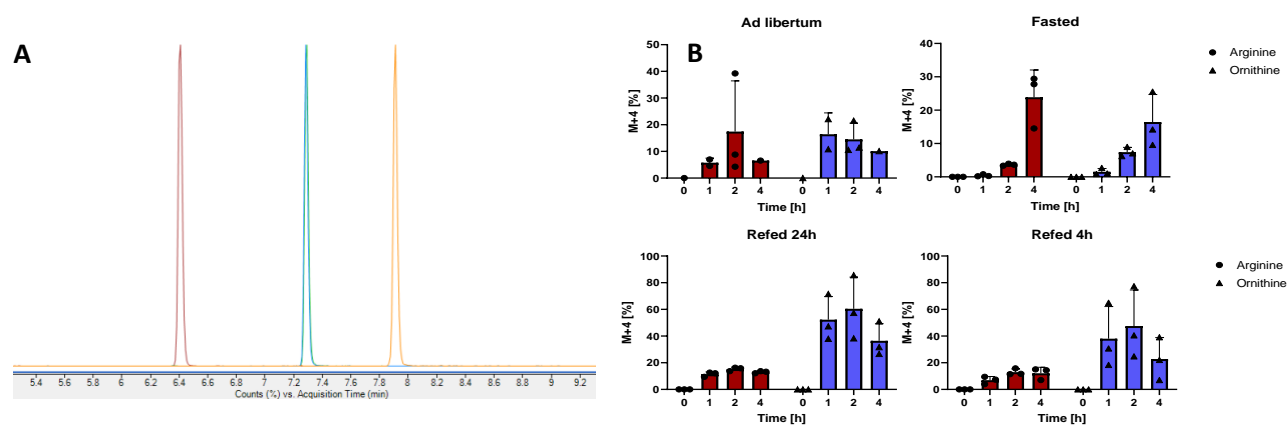 A
5.4 5.6 5.8 6 6.2 6.4 6.6 6.8 7 7.2 7.4 7.6 7.8 8 8.2 8.4 8.6 8.8 9 9.2
Counts (%) vs. Acquisition Time (min)
B
Ad libertum
M+4 [%]
50
40
30
20
10
0
0 1 2 4 0 1 2 4
Time [h]
Fasted
M+4 [%]
40
30
20
10
0
0 1 2 4 0 1 2 4
Time [h]
Arginine
Ornithine
Refed 24h
M+4 [%]
100
80
60
40
20
0
0 1 2 4 0 1 2 4
Time [h]
Refed 4h
M+4 [%]
100
80
60
40
20
0
0 1 2 4 0 1 2 4
Time [h]
Arginine
Ornithine